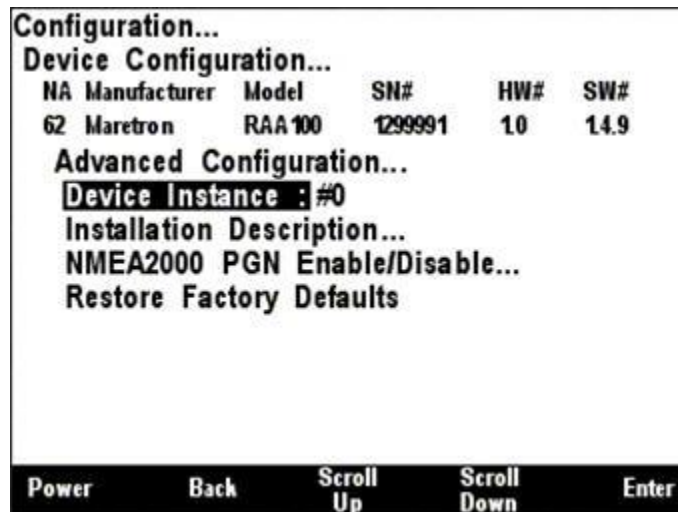 Configuration...
Device Configuration...
NA Manufacturer Model SN# HW# SW#
62 Maretron RAA100 1299991 1.0 1.4.9
Advanced Configuration...
Device Instance : #0
Installation Description...
NMEA2000 PGN Enable/Disable...
Restore Factory Defaults
Power Back Scroll Up Scroll Down Enter